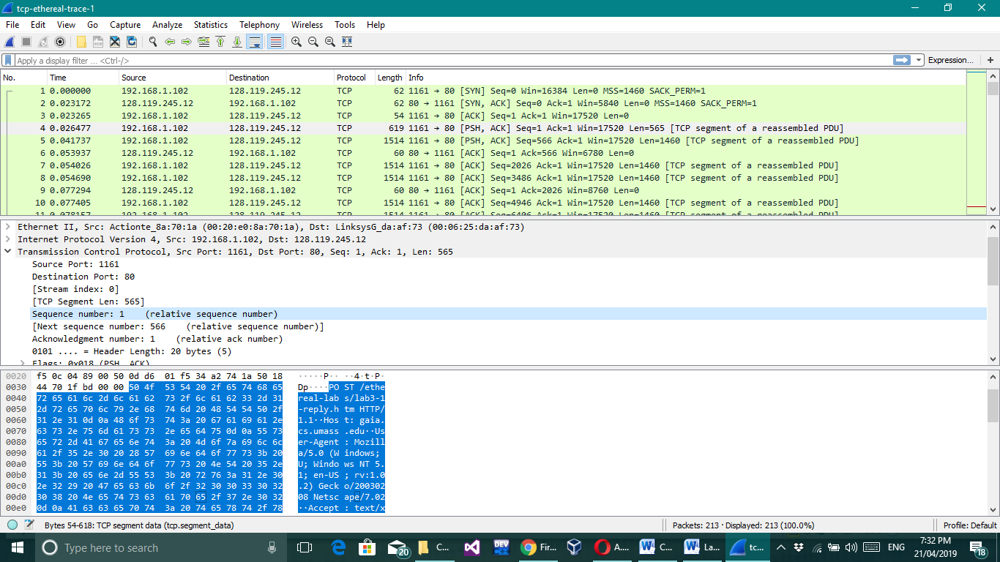 tcp-ethereal-trace-1
File Edit View Go Capture Analyze Statistics Telephony Wireless Tools Help
Apply a display filter ... <Ctrl-/>
Expression... +
No. Time Source Destination Protocol Length Info
1 0.000000 192.168.1.102 128.119.245.12 TCP 62 1161 → 80 [SYN] Seq=0 Win=16384 Len=0 MSS=1460 SACK_PERM=1
2 0.023172 128.119.245.12 192.168.1.102 TCP 62 80 → 1161 [SYN, ACK] Seq=0 Ack=1 Win=5840 Len=0 MSS=1460 SACK_PERM=1
3 0.023265 192.168.1.102 128.119.245.12 TCP 54 1161 → 80 [ACK] Seq=1 Ack=1 Win=17520 Len=0
4 0.026477 192.168.1.102 128.119.245.12 TCP 619 1161 → 80 [PSH, ACK] Seq=1 Ack=1 Win=17520 Len=565 [TCP segment of a reassembled PDU]
5 0.041737 192.168.1.102 128.119.245.12 TCP 1514 1161 → 80 [PSH, ACK] Seq=566 Ack=1 Win=17520 Len=1460 [TCP segment of a reassembled PDU]
6 0.053937 128.119.245.12 192.168.1.102 TCP 60 80 → 1161 [ACK] Seq=1 Ack=566 Win=6780 Len=0
7 0.054026 192.168.1.102 128.119.245.12 TCP 1514 1161 → 80 [ACK] Seq=2026 Ack=1 Win=17520 Len=1460 [TCP segment of a reassembled PDU]
8 0.054690 192.168.1.102 128.119.245.12 TCP 1514 1161 → 80 [ACK] Seq=3486 Ack=1 Win=17520 Len=1460 [TCP segment of a reassembled PDU]
9 0.077294 128.119.245.12 192.168.1.102 TCP 60 80 → 1161 [ACK] Seq=1 Ack=2026 Win=8760 Len=0
10 0.077405 192.168.1.102 128.119.245.12 TCP 1514 1161 → 80 [ACK] Seq=4946 Ack=1 Win=17520 Len=1460 [TCP segment of a reassembled PDU]
11 0.078157 192.168.1.102 128.119.245.12 TCP 1514 1161 → 80 [ACK] Seq=6406 Ack=1 Win=17520 Len=1460 [TCP segment of a reassembled PDU]
Ethernet II, Src: Actionte_8a:70:1a (00:20:e0:8a:70:1a), Dst: LinksysG_da:af:73 (00:06:25:da:af:73)
Internet Protocol Version 4, Src: 192.168.1.102, Dst: 128.119.245.12
Transmission Control Protocol, Src Port: 1161, Dst Port: 80, Seq: 1, Ack: 1, Len: 565
Source Port: 1161
Destination Port: 80
[Stream index: 0]
[TCP Segment Len: 565]
Sequence number: 1    (relative sequence number)
[Next sequence number: 566    (relative sequence number)]
Acknowledgment number: 1    (relative ack number)
0101 .... = Header Length: 20 bytes (5)
Flags: 0x018 (PSH, ACK)
0020 f5 0c 04 89 00 50 0d d6 01 f5 34 a2 74 1a 50 18 ·····P·· ··4·t·P·
0030 44 70 1f bd 00 00 50 4f 53 54 20 2f 65 74 68 65 Dp····PO ST /ethe
0040 72 65 61 6c 2d 6c 61 62 73 2f 6c 61 62 33 2d 31 real-lab s/lab3-1
0050 2d 72 65 70 6c 79 2e 68 74 6d 20 48 54 54 50 2f -reply.h tm HTTP/
0060 31 2e 31 0d 0a 48 6f 73 74 3a 20 67 61 69 61 2e 1.1··Hos t: gaia.
0070 63 73 2e 75 6d 61 73 73 2e 65 64 75 0d 0a 55 73 cs.umass .edu··Us
0080 65 72 2d 41 67 65 6e 74 3a 20 4d 6f 7a 69 6c 6c er-Agent : Mozill
0090 61 2f 35 2e 30 20 28 57 69 6e 64 6f 77 73 3b 20 a/5.0 (W indows; 
00a0 55 3b 20 57 69 6e 64 6f 77 73 20 4e 54 20 35 2e U; Windo ws NT 5.
00b0 31 3b 20 65 6e 2d 55 53 3b 20 72 76 3a 31 2e 30 1; en-US ; rv:1.0
00c0 2e 32 29 20 47 65 63 6b 6f 2f 32 30 30 33 30 32 .2) Geck o/200302
00d0 30 38 20 4e 65 74 73 63 61 70 65 2f 37 2e 30 32 08 Netsc ape/7.02
00e0 0d 0a 41 63 63 65 70 74 3a 20 74 65 78 74 2f 78 ··Accept : text/x
Bytes 54-618: TCP segment data (tcp.segment_data)
Packets: 213 · Displayed: 213 (100.0%)
Profile: Default
Type here to search
20
C...
DEV
Fir...
A...
C...
La...
tc...
ENG
7:32 PM
21/04/2019
18